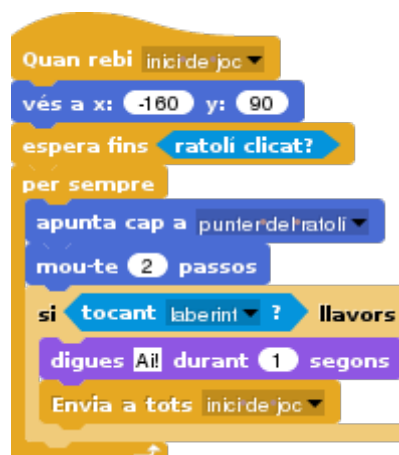 Quan rebi inici de joc
vés a x: -160 y: 90
espera fins ratolí clicat?
per sempre
apunta cap a punter del ratolí
mou-te 2 passos
si tocant laberint ? llavors
digues Ai! durant 1 segons
Envia a tots inici de joc